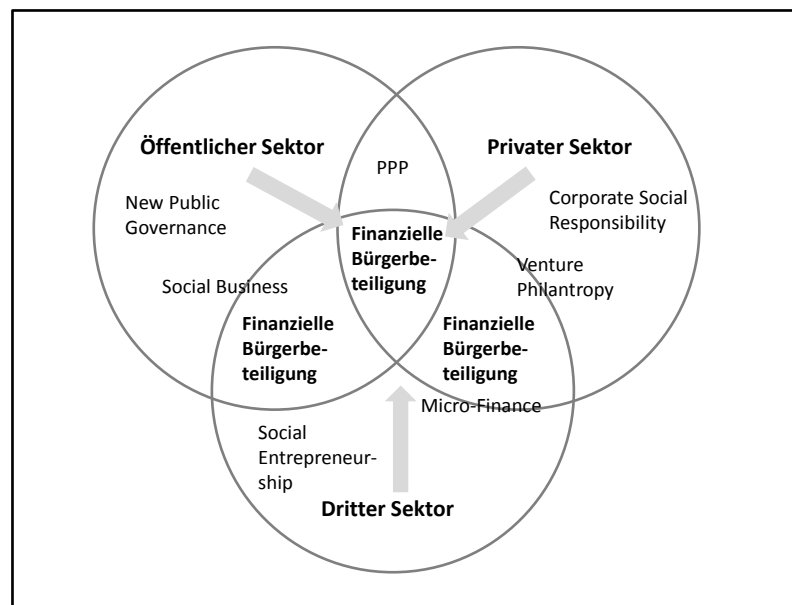 Öffentlicher Sektor
Privater Sektor
PPP
New Public
Governance
Corporate Social
Responsibility
Finanzielle
Bürgerbe-
teiligung
Social Business
Venture
Philantropy
Finanzielle
Bürgerbe-
teiligung
Finanzielle
Bürgerbe-
teiligung
Micro-Finance
Social
Entrepreneur-
ship
Dritter Sektor